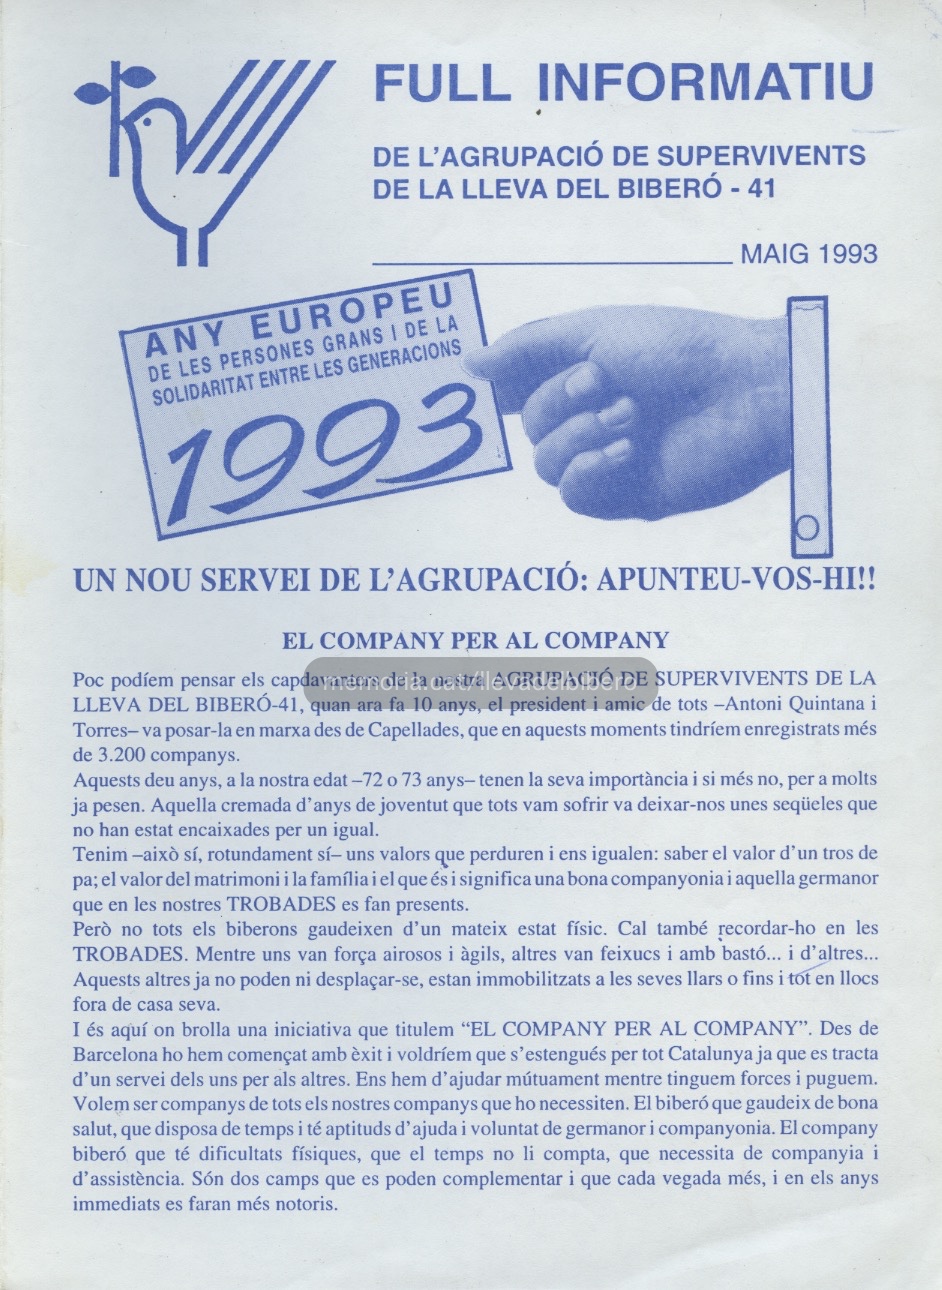 FULL INFORMATIU
DE L'AGRUPACIÓ DE SUPERVIVENTS
DE LA LLEVA DEL BIBERÓ - 41
MAIG 1993
ANY EUROPEU
DE LES PERSONES GRANS I DE LA
SOLIDARITAT ENTRE LES GENERACIONS
1993
UN NOU SERVEI DE L'AGRUPACIÓ: APUNTEU-VOS-HI!!
EL COMPANY PER AL COMPANY
Poc podíem pensar els capdavanters de la nostra AGRUPACIÓ DE SUPERVIVENTS DE LA
memoria.cat/llevadelbibero
LLEVA DEL BIBERÓ-41, quan ara fa 10 anys, el president i amic de tots –Antoni Quintana i
Torres– va posar-la en marxa des de Capellades, que en aquests moments tindríem enregistrats més
de 3.200 companys.
Aquests deu anys, a la nostra edat –72 o 73 anys– tenen la seva importància i si més no, per a molts
ja pesen. Aquella cremada d'anys de joventut que tots vam sofrir va deixar-nos unes seqüeles que
no han estat encaixades per un igual.
Tenim –això sí, rotundament sí– uns valors que perduren i ens igualen: saber el valor d'un tros de
pa; el valor del matrimoni i la família i el que és i significa una bona companyonia i aquella germanor
que en les nostres TROBADES es fan presents.
Però no tots els biberons gaudeixen d'un mateix estat físic. Cal també recordar-ho en les
TROBADES. Mentre uns van força airosos i àgils, altres van feixucs i amb bastó... i d'altres...
Aquests altres ja no poden ni desplaçar-se, estan immobilitzats a les seves llars o fins i tot en llocs
fora de casa seva.
I és aquí on brolla una iniciativa que titulem “EL COMPANY PER AL COMPANY”. Des de
Barcelona ho hem començat amb èxit i voldríem que s'estengués per tot Catalunya ja que es tracta
d'un servei dels uns per als altres. Ens hem d'ajudar mútuament mentre tinguem forces i puguem.
Volem ser companys de tots els nostres companys que ho necessiten. El biberó que gaudeix de bona
salut, que disposa de temps i té aptituds d'ajuda i voluntat de germanor i companyonia. El company
biberó que té dificultats físiques, que el temps no li compta, que necessita de companyia i
d'assistència. Són dos camps que es poden complementar i que cada vegada més, i en els anys
immediats es faran més notoris.